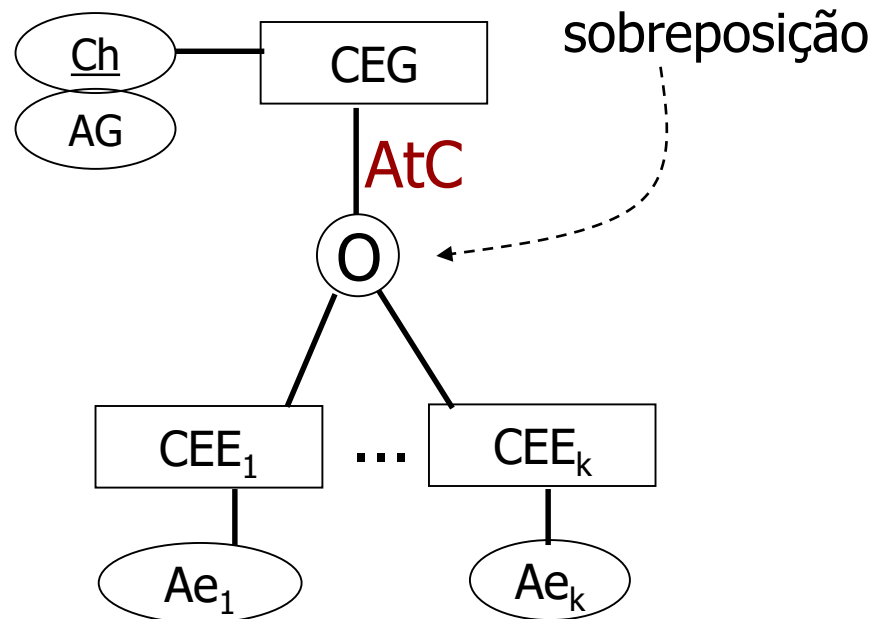 sobreposição
Ch
CEG
AG
AtC
O
CEE₁
...
CEEₖ
Ae₁
Aeₖ